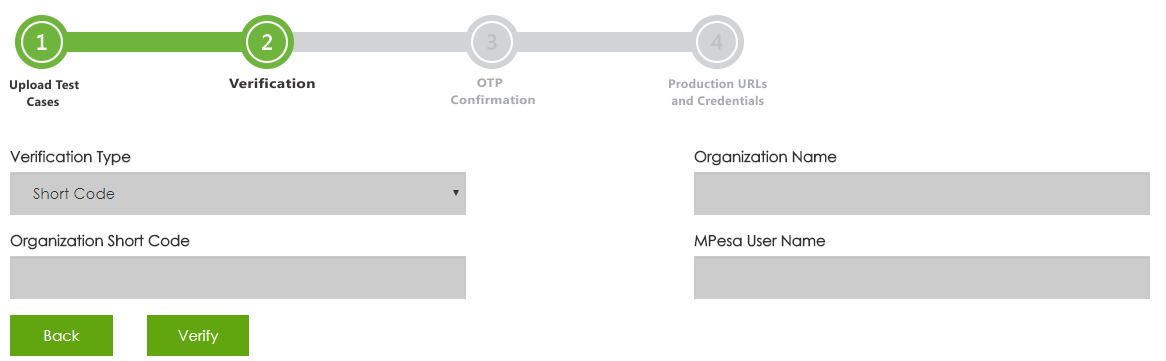 1
2
3
4
Upload Test
Cases
Verification
OTP
Confirmation
Production URLs
and Credentials
Verification Type
Organization Name
Short Code
Organization Short Code
MPesa User Name
Back
Verify